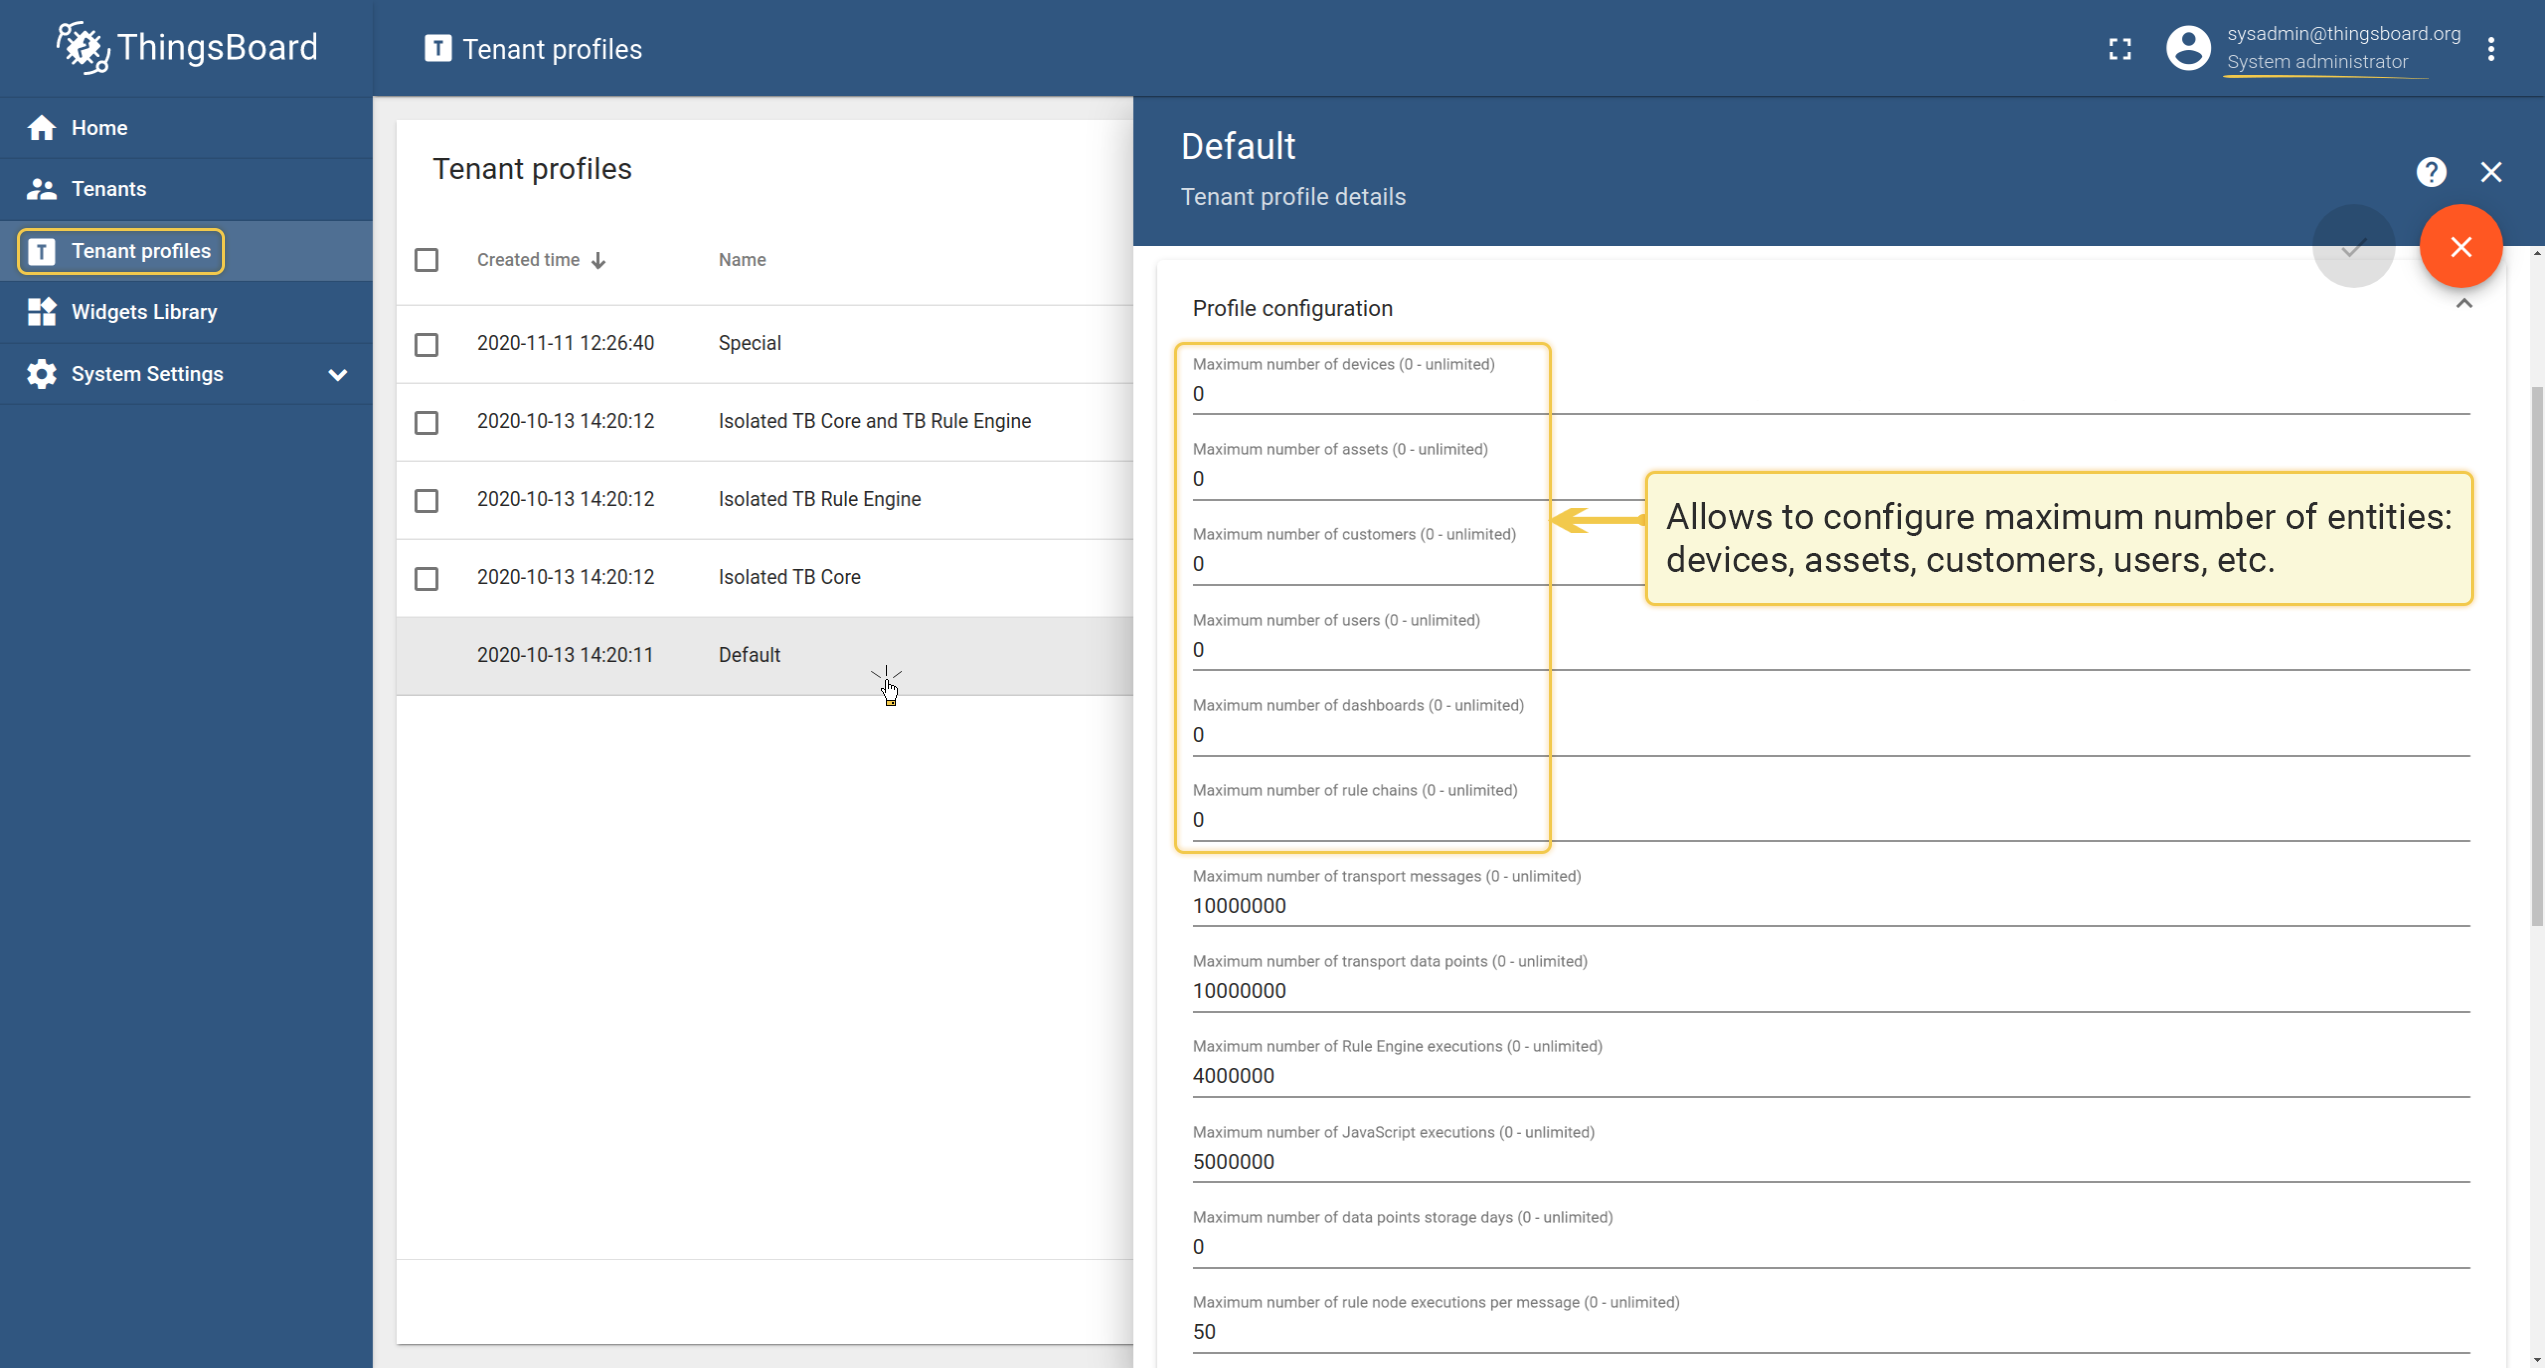 ThingsBoard
Tenant profiles
sysadmin@thingsboard.org
System administrator
Home
Tenants
Tenant profiles
Widgets Library
System Settings
Tenant profiles
Created time
Name
2020-11-11 12:26:40
Special
2020-10-13 14:20:12
Isolated TB Core and TB Rule Engine
2020-10-13 14:20:12
Isolated TB Rule Engine
2020-10-13 14:20:12
Isolated TB Core
2020-10-13 14:20:11
Default
Default
Tenant profile details
Profile configuration
Maximum number of devices (0 - unlimited)
0
Maximum number of assets (0 - unlimited)
0
Maximum number of customers (0 - unlimited)
0
Maximum number of users (0 - unlimited)
0
Maximum number of dashboards (0 - unlimited)
0
Maximum number of rule chains (0 - unlimited)
0
Allows to configure maximum number of entities:
devices, assets, customers, users, etc.
Maximum number of transport messages (0 - unlimited)
10000000
Maximum number of transport data points (0 - unlimited)
10000000
Maximum number of Rule Engine executions (0 - unlimited)
4000000
Maximum number of JavaScript executions (0 - unlimited)
5000000
Maximum number of data points storage days (0 - unlimited)
0
Maximum number of rule node executions per message (0 - unlimited)
50